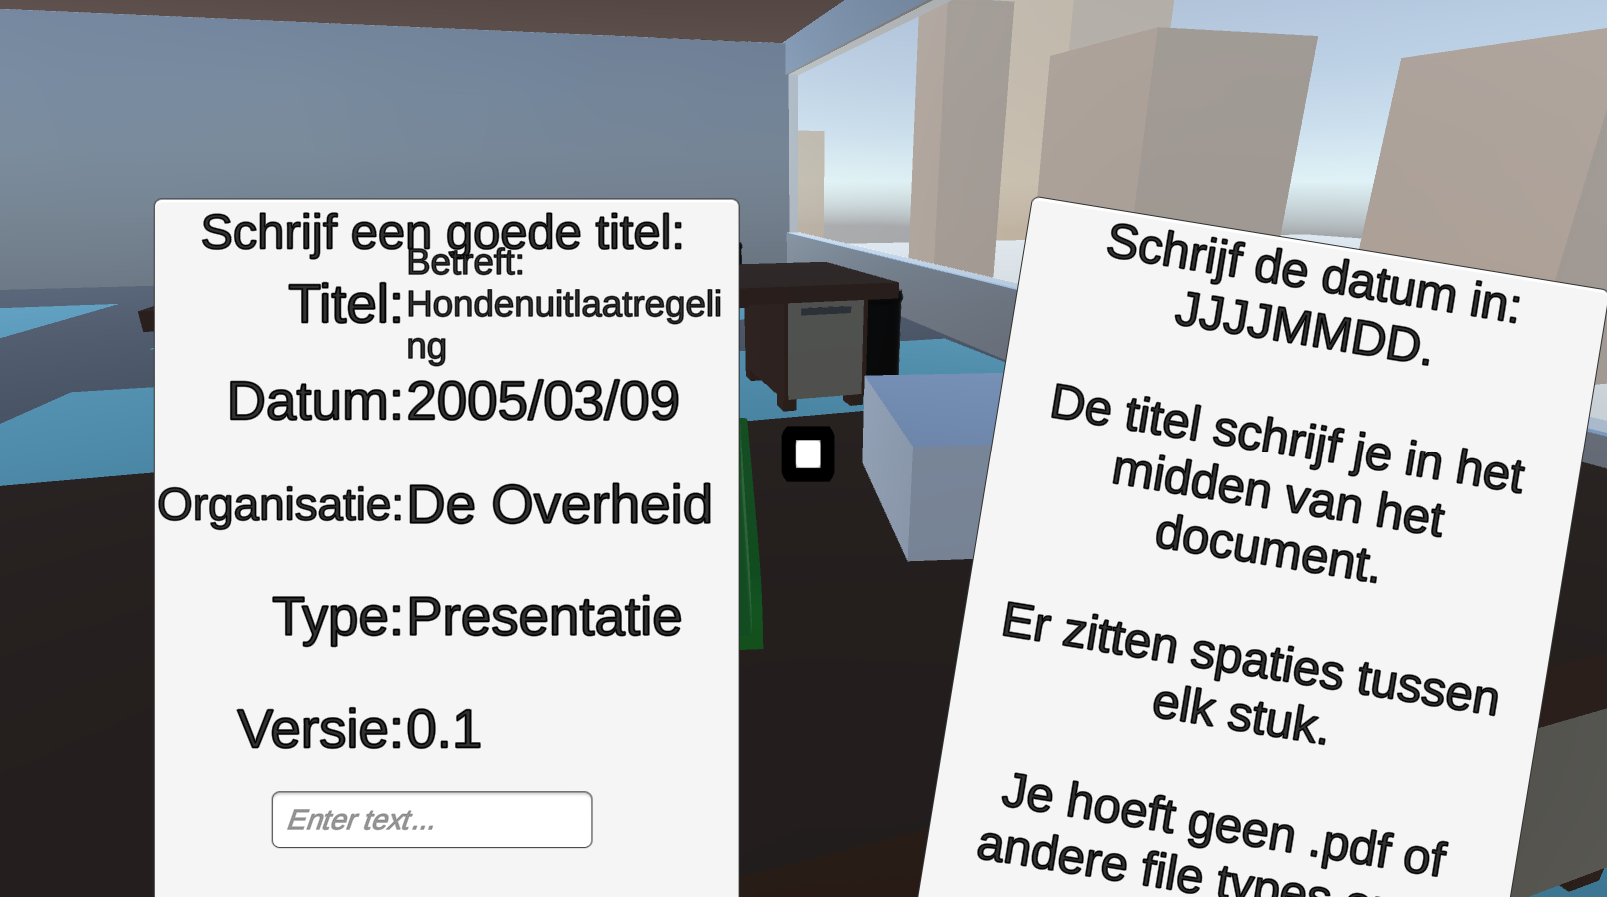 Schrijf een goede titel:
Betreft:
Titel: Hondenuitlaatregeli
ng
Datum: 2005/03/09
Organisatie: De Overheid
Type: Presentatie
Versie: 0.1
Enter text...
Schrijf de datum in:
JJJJMMDD.
De titel schrijf je in het
midden van het
document.
Er zitten spaties tussen
elk stuk.
Je hoeft geen .pdf of
andere file types